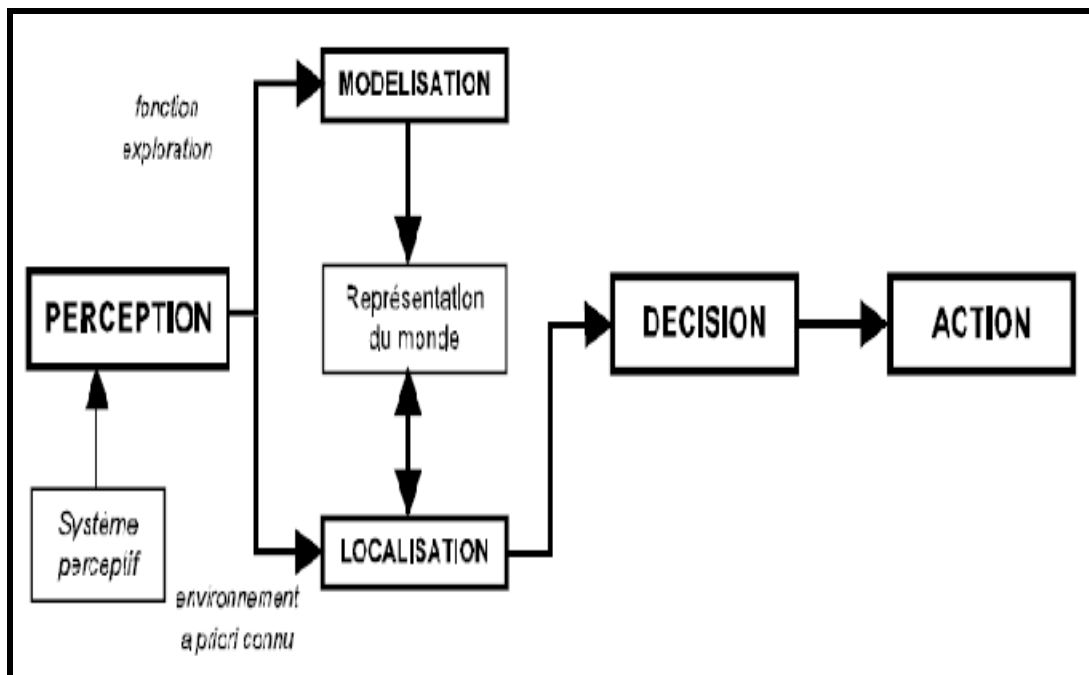 MODELISATION
fonction
exploration
PERCEPTION
Représentation
du monde
DECISION
ACTION
Système
perceptif
LOCALISATION
environnement
a priori connu